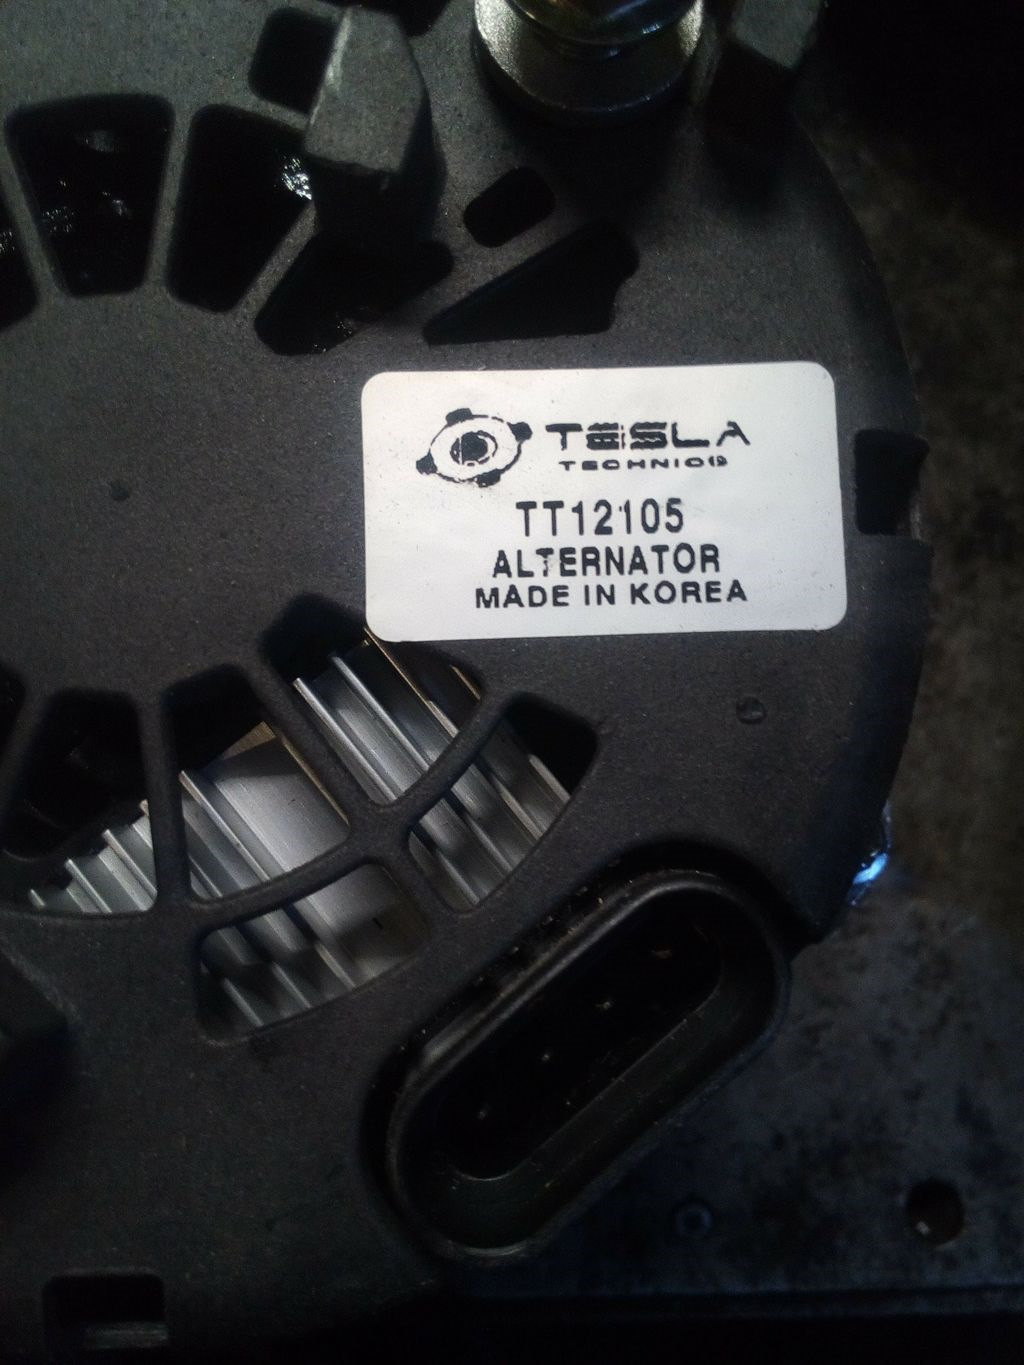 TESLA
TECHNICS
TT12105
ALTERNATOR
MADE IN KOREA